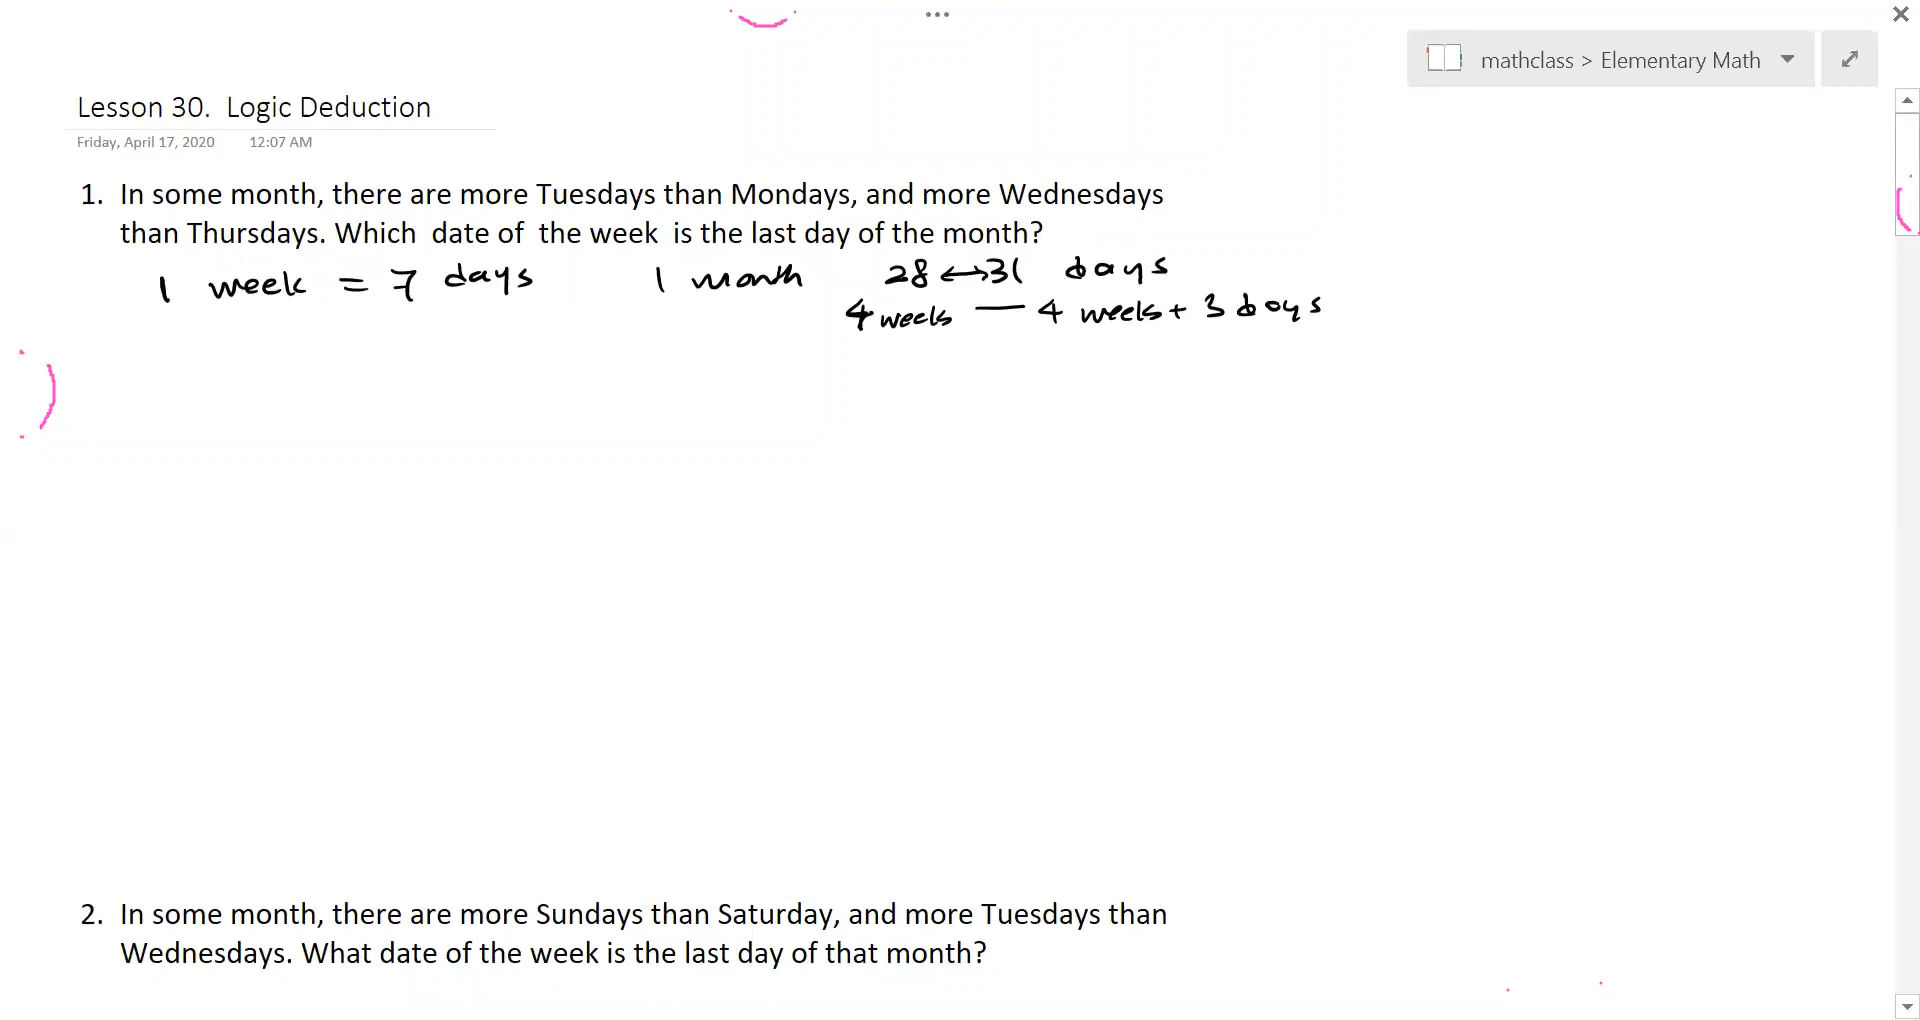 mathclass > Elementary Math
Lesson 30.  Logic Deduction
Friday, April 17, 2020    12:07 AM
1. In some month, there are more Tuesdays than Mondays, and more Wednesdays
than Thursdays. Which  date of  the week  is the last day of the month?
1 week = 7 days    1 month    28 ↔ 31 days
4 weeks — 4 weeks + 3 days
2. In some month, there are more Sundays than Saturday, and more Tuesdays than
Wednesdays. What date of the week is the last day of that month?